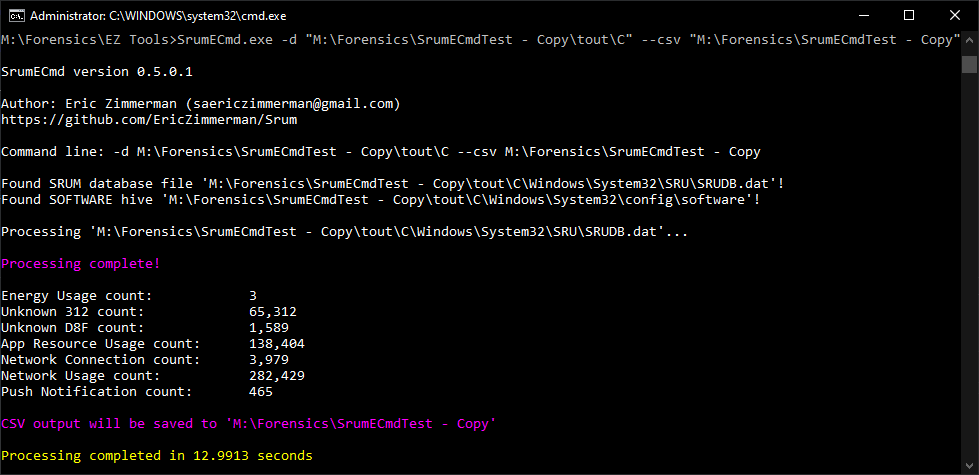 Administrator: C:\WINDOWS\system32\cmd.exe
M:\Forensics\EZ Tools>SrumECmd.exe -d "M:\Forensics\SrumECmdTest - Copy\tout\C" --csv "M:\Forensics\SrumECmdTest - Copy"
SrumECmd version 0.5.0.1
Author: Eric Zimmerman (saericzimmerman@gmail.com)
https://github.com/EricZimmerman/Srum
Command line: -d M:\Forensics\SrumECmdTest - Copy\tout\C --csv M:\Forensics\SrumECmdTest - Copy
Found SRUM database file 'M:\Forensics\SrumECmdTest - Copy\tout\C\Windows\System32\SRU\SRUDB.dat'!
Found SOFTWARE hive 'M:\Forensics\SrumECmdTest - Copy\tout\C\Windows\System32\config\software'!
Processing 'M:\Forensics\SrumECmdTest - Copy\tout\C\Windows\System32\SRU\SRUDB.dat'...
Processing complete!
Energy Usage count: 3
Unknown 312 count: 65,312
Unknown D8F count: 1,589
App Resource Usage count: 138,404
Network Connection count: 3,979
Network Usage count: 282,429
Push Notification count: 465
CSV output will be saved to 'M:\Forensics\SrumECmdTest - Copy'
Processing completed in 12.9913 seconds